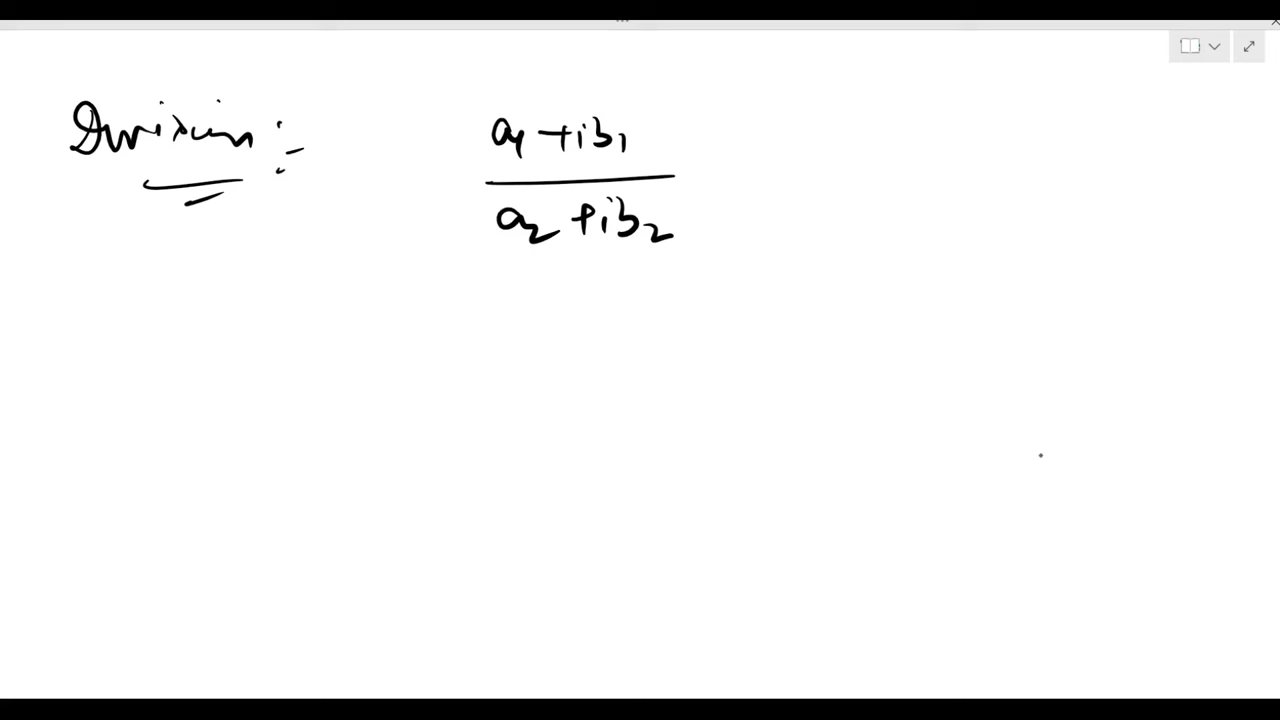 Division :-
a1 + ib1
a2 + ib2